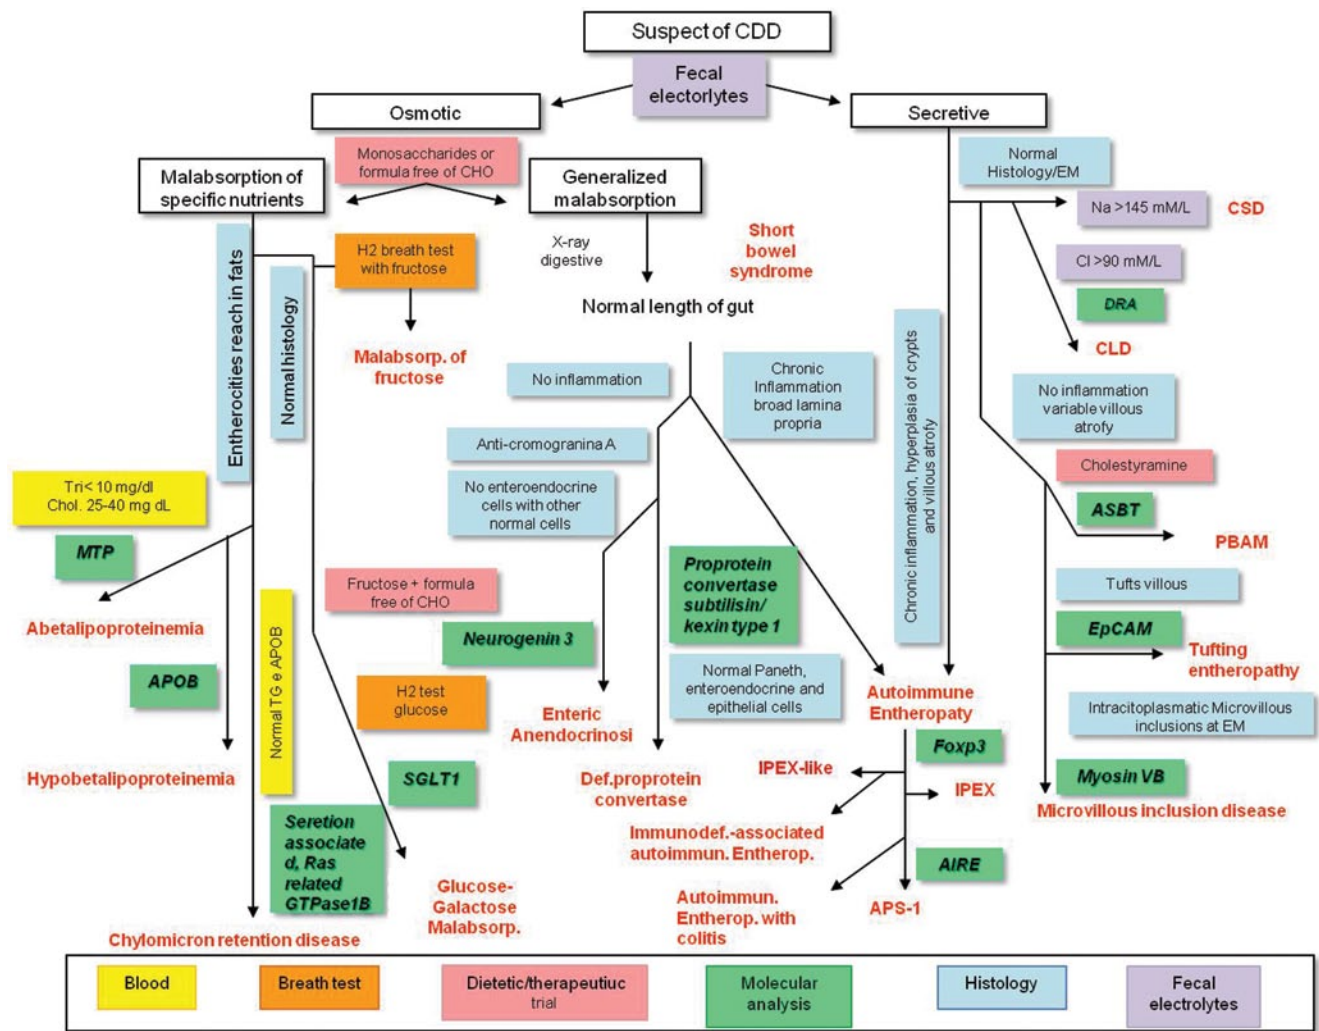 Suspect of CDD
Fecal
electorlytes
Osmotic
Secretive
Monosaccharides or
formula free of CHO
Normal
Histology/EM
Malabsorption of
specific nutrients
Generalized
malabsorption
Na >145 mM/L
CSD
Entherocities reach in fats
Normal histology
H2 breath test
with fructose
X-ray
digestive
Short
bowel
syndrome
Cl >90 mM/L
DRA
Normal length of gut
CLD
Malabsorp. of
fructose
No inflammation
Chronic
Inflammation
broad lamina
propria
Chronic inflammation, hyperplasia of crypts
and villous atrofy
No inflammation
variable villous
atrofy
Anti-cromogranina A
Cholestyramine
No enteroendocrine
cells with other
normal cells
Tri< 10 mg/dl
Chol. 25-40 mg dL
ASBT
MTP
PBAM
Fructose + formula
free of CHO
Proprotein
convertase
subtilisin/
kexin type 1
Tufts villous
Abetalipoproteinemia
Neurogenin 3
EpCAM
Tufting
entheropathy
APOB
Normal TG e APOB
H2 test
glucose
Normal Paneth,
enteroendocrine and
epithelial cells
Autoimmune
Entheropaty
Intracitoplasmatic Microvillous
inclusions at EM
Enteric
Anendocrinosi
Foxp3
Hypobetalipoproteinemia
SGLT1
Def.proprotein
convertase
IPEX-like
IPEX
Myosin VB
Microvillous inclusion disease
Seretion
associate
d, Ras
related
GTPase1B
Immunodef.-associated
autoimmun. Entherop.
AIRE
Glucose-
Galactose
Malabsorp.
Autoimmun.
Entherop. with
colitis
APS-1
Chylomicron retention disease
Blood
Breath test
Dietetic/therapeutiuc
trial
Molecular
analysis
Histology
Fecal
electrolytes